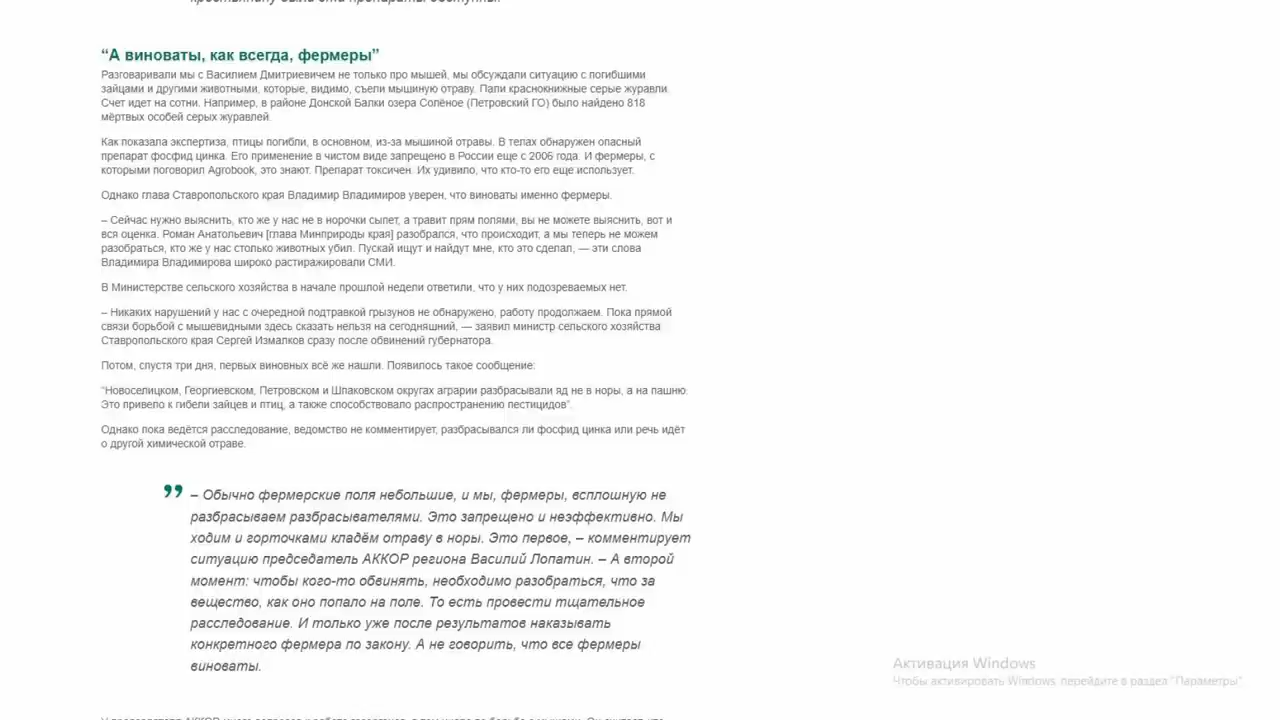 “А виноваты, как всегда, фермеры”
Разговаривали мы с Василием Дмитриевичем не только про мышей, мы обсуждали ситуацию с погибшими
зайцами и другими животными, которые, видимо, съели мышиную отраву. Пали краснокнижные серые журавли.
Счет идет на сотни. Например, в районе Донской Балки озера Солёное (Петровский ГО) было найдено 818
мёртвых особей серых журавлей.
Как показала экспертиза, птицы погибли, в основном, из-за мышиной отравы. В телах обнаружен опасный
препарат фосфид цинка. Его применение в чистом виде запрещено в России еще с 2006 года. И фермеры, с
которыми поговорил Agrobook, это знают. Препарат токсичен. Их удивило, что кто-то его еще использует.
Однако глава Ставропольского края Владимир Владимиров уверен, что виноваты именно фермеры.
– Сейчас нужно выяснить, кто же у нас не в норочки сыпет, а травит прям полями, вы не можете выяснить, вот и
вся оценка. Роман Анатольевич [глава Минприроды края] разобрался, что происходит, а мы теперь не можем
разобраться, кто же у нас столько животных убил. Пускай ищут и найдут мне, кто это сделал, — эти слова
Владимира Владимирова широко растиражировали СМИ.
В Министерстве сельского хозяйства в начале прошлой недели ответили, что у них подозреваемых нет.
– Никаких нарушений у нас с очередной подтравкой грызунов не обнаружено, работу продолжаем. Пока прямой
связи борьбой с мышевидными здесь сказать нельзя на сегодняшний, — заявил министр сельского хозяйства
Ставропольского края Сергей Измалков сразу после обвинений губернатора.
Потом, спустя три дня, первых виновных всё же нашли. Появилось такое сообщение:
“Новоселицком, Георгиевском, Петровском и Шпаковском округах аграрии разбрасывали яд не в норы, а на пашню.
Это привело к гибели зайцев и птиц, а также способствовало распространению пестицидов”.
Однако пока ведётся расследование, ведомство не комментирует, разбрасывался ли фосфид цинка или речь идёт
о другой химической отраве.
” – Обычно фермерские поля небольшие, и мы, фермеры, всплошную не
разбрасываем разбрасывателями. Это запрещено и неэффективно. Мы
ходим и горточками кладём отраву в норы. Это первое, – комментирует
ситуацию председатель АККОР региона Василий Лопатин. – А второй
момент: чтобы кого-то обвинять, необходимо разобраться, что за
вещество, как оно попало на поле. То есть провести тщательное
расследование. И только уже после результатов наказывать
конкретного фермера по закону. А не говорить, что все фермеры
виноваты.
Активация Windows
Чтобы активировать Windows, перейдите в раздел "Параметры".